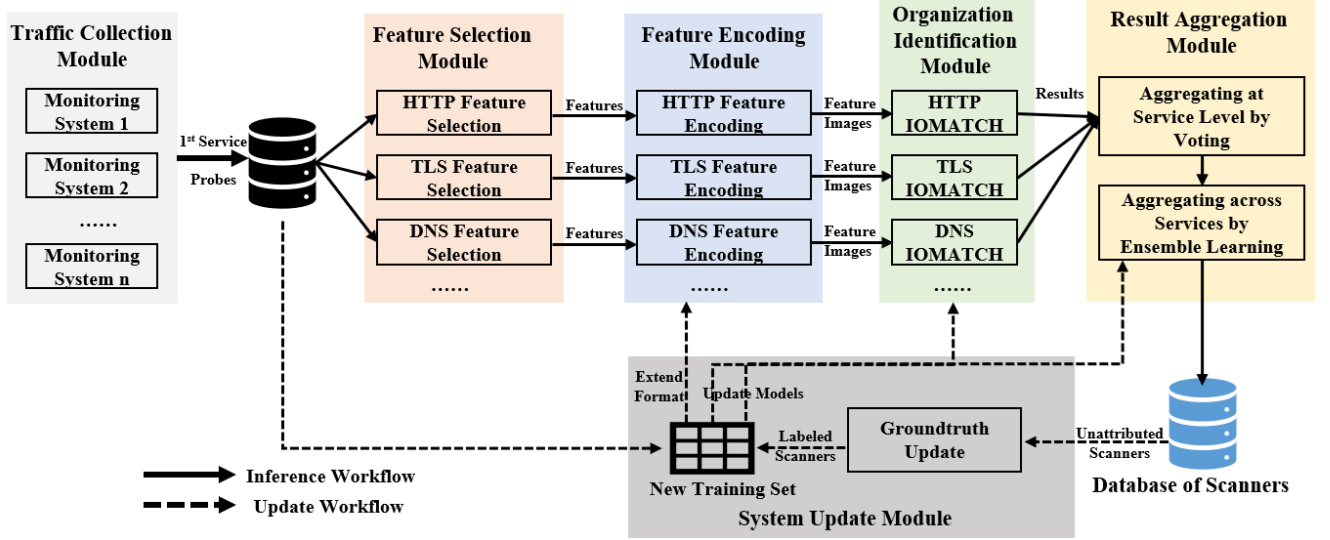 Traffic Collection
Module
Monitoring
System 1
Monitoring
System 2
......
Monitoring
System n
1st Service
Probes
Feature Selection
Module
HTTP Feature
Selection
TLS Feature
Selection
DNS Feature
Selection
......
Features
Features
Features
Feature Encoding
Module
HTTP Feature
Encoding
TLS Feature
Encoding
DNS Feature
Encoding
......
Feature
Images
Feature
Images
Feature
Images
Organization
Identification
Module
HTTP
IOMATCH
TLS
IOMATCH
DNS
IOMATCH
......
Results
Result Aggregation
Module
Aggregating at
Service Level by
Voting
Aggregating across
Services by
Ensemble Learning
Extend
Format
Update Models
New Training Set
Labeled
Scanners
Groundtruth
Update
Unattributed
Scanners
Database of Scanners
System Update Module
Inference Workflow
Update Workflow